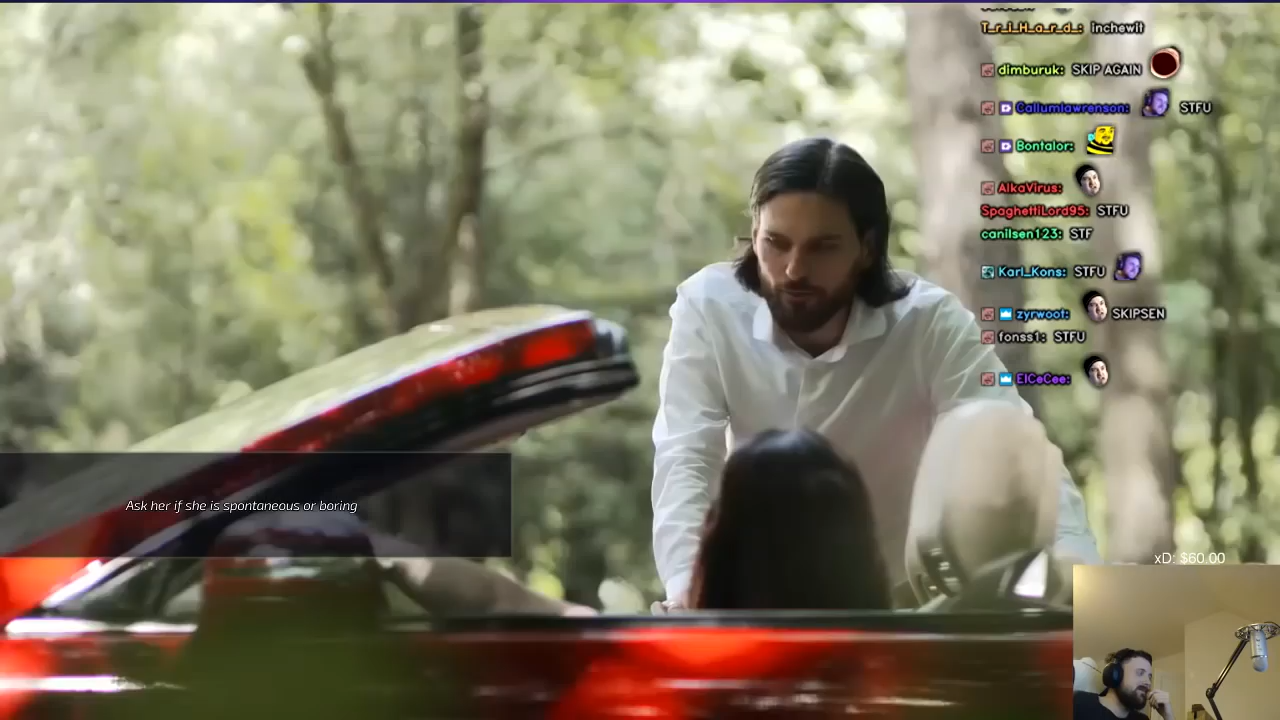 T_r_i_H_a_r_d_: inchewit
dimburuk: SKIP AGAIN
Callumlawrenson: STFU
Bontalor:
AlkaVirus:
SpaghettiLord95: STFU
canilsen123: STF
Karl_Kons: STFU
zyrwoot: SKIPSEN
fonss1: STFU
ElCeCee:
Ask her if she is spontaneous or boring
xD: $60.00